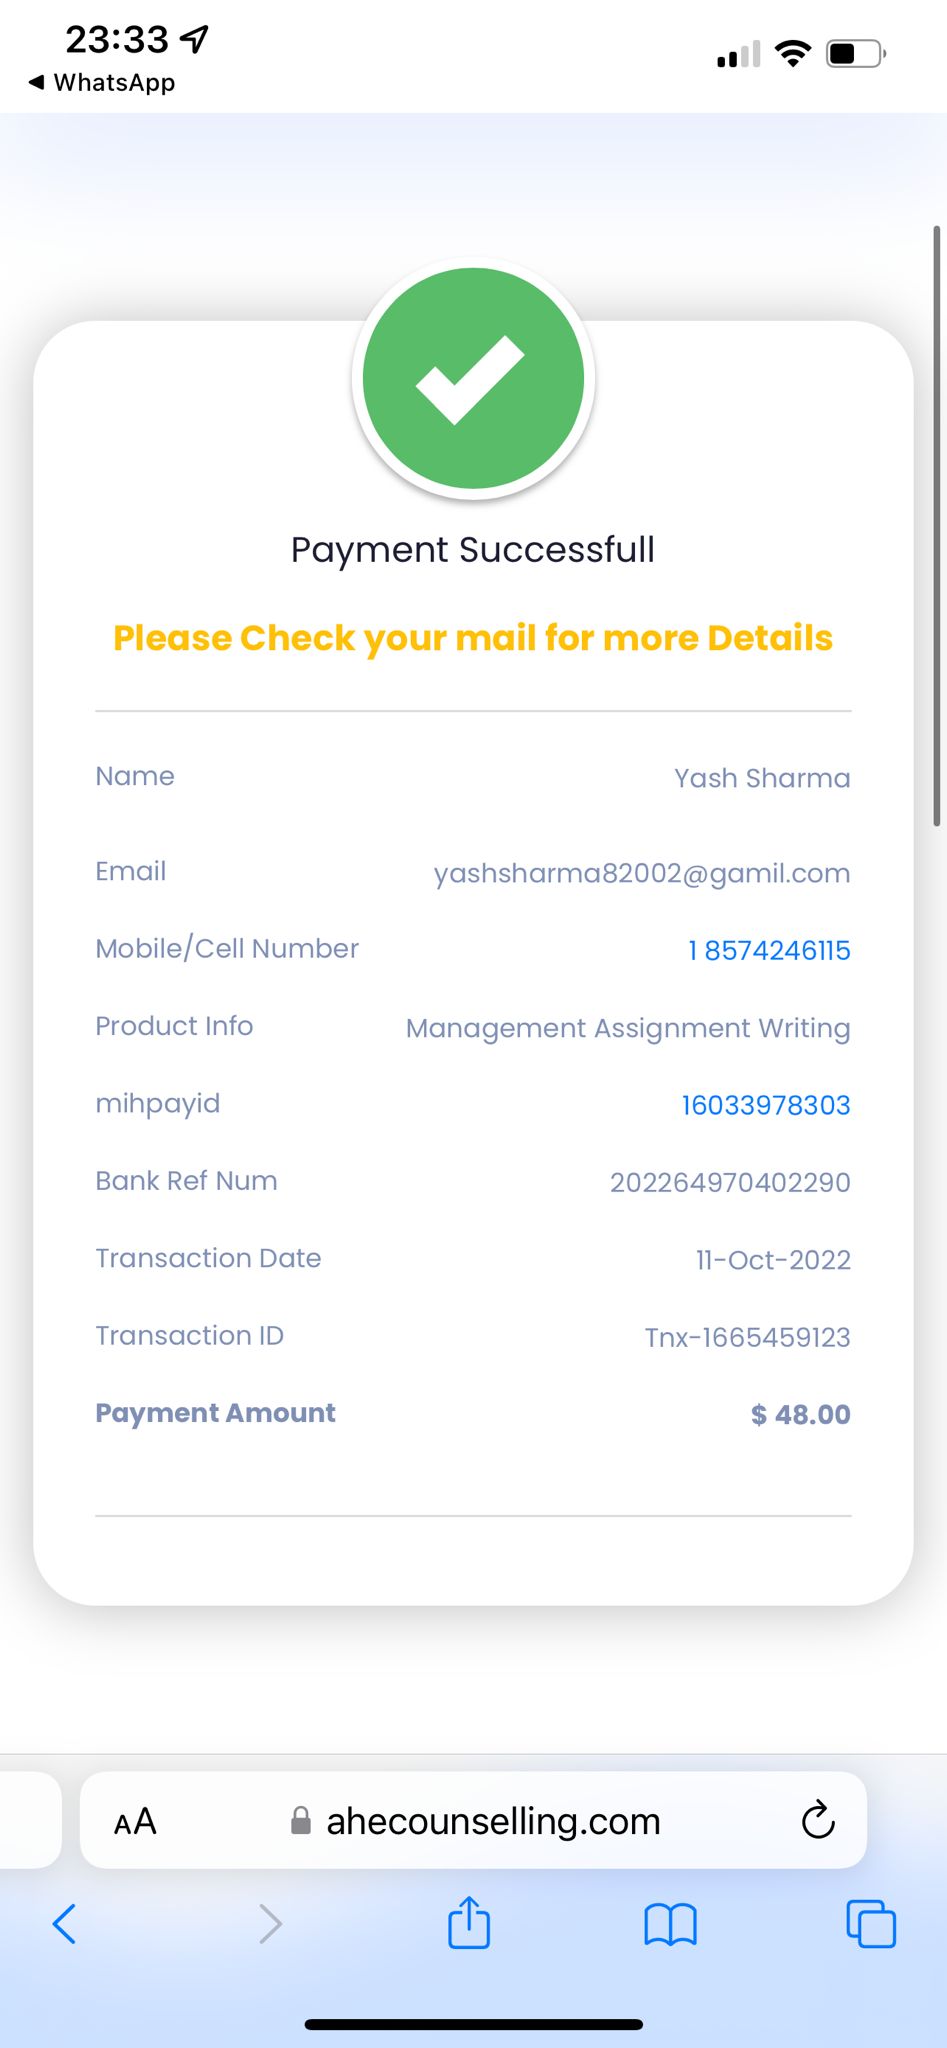 23:33
◀ WhatsApp
Payment Successfull
Please Check your mail for more Details
Name Yash Sharma
Email yashsharma82002@gamil.com
Mobile/Cell Number 1 8574246115
Product Info Management Assignment Writing
mihpayid 16033978303
Bank Ref Num 202264970402290
Transaction Date 11-Oct-2022
Transaction ID Tnx-1665459123
Payment Amount $ 48.00
AA ahecounselling.com